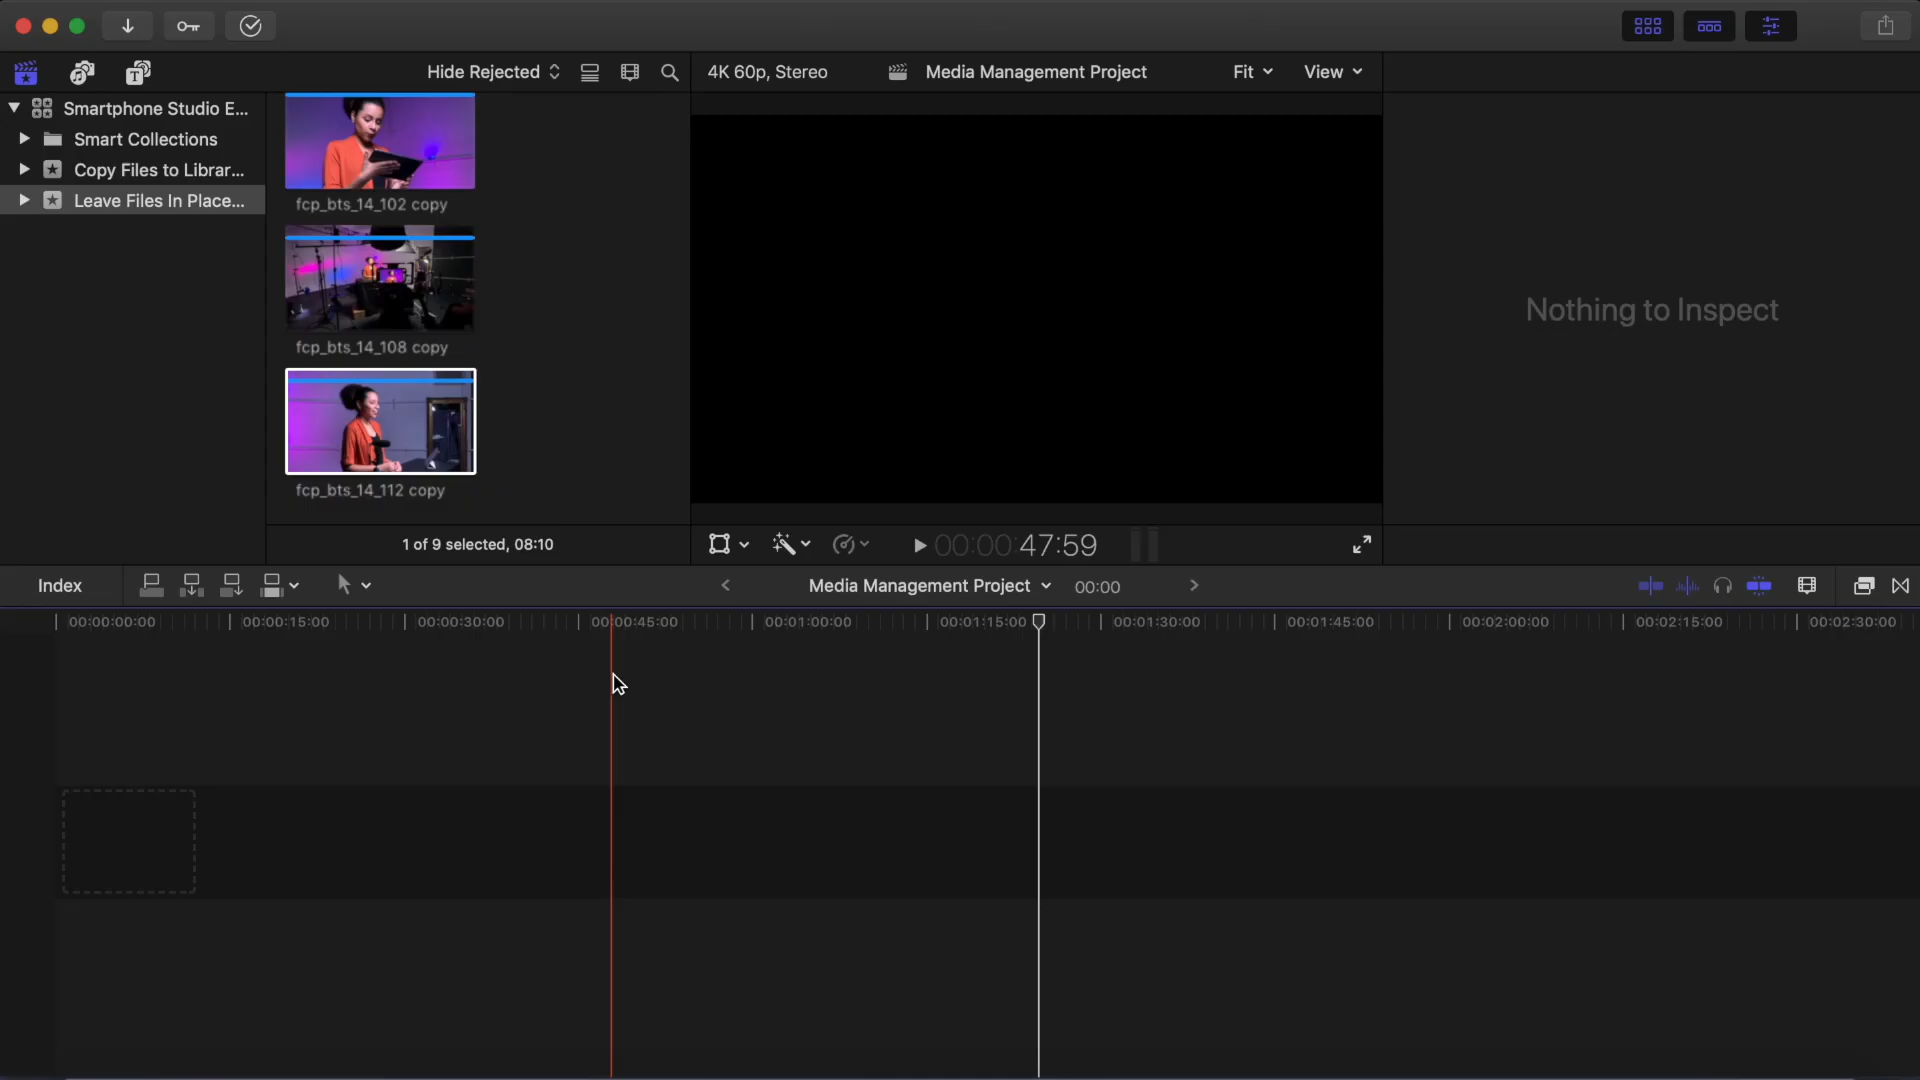 Hide Rejected
4K 60p, Stereo
Media Management Project
Fit
View
Smartphone Studio E...
Smart Collections
Copy Files to Librar...
Leave Files In Place...
fcp_bts_14_102 copy
fcp_bts_14_108 copy
fcp_bts_14_112 copy
Nothing to Inspect
1 of 9 selected, 08:10
00:00:47:59
Index
Media Management Project
00:00
00:00:00:00
00:00:15:00
00:00:30:00
00:00:45:00
00:01:00:00
00:01:15:00
00:01:30:00
00:01:45:00
00:02:00:00
00:02:15:00
00:02:30:00